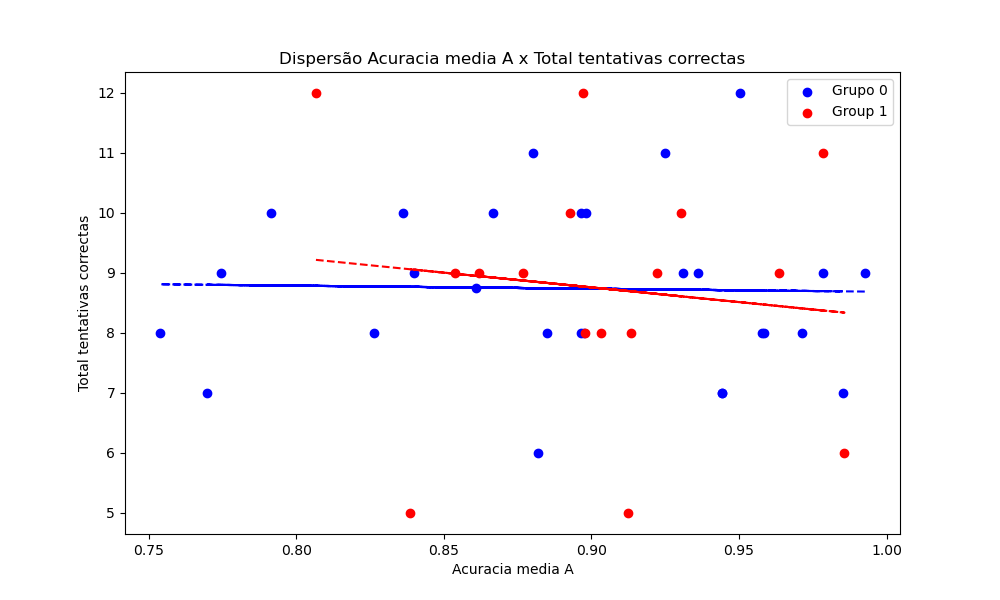 Dispersão Acuracia media A x Total tentativas correctas
Grupo 0
Group 1
Total tentativas correctas
12
11
10
9
8
7
6
5
0.75
0.80
0.85
0.90
0.95
1.00
Acuracia media A